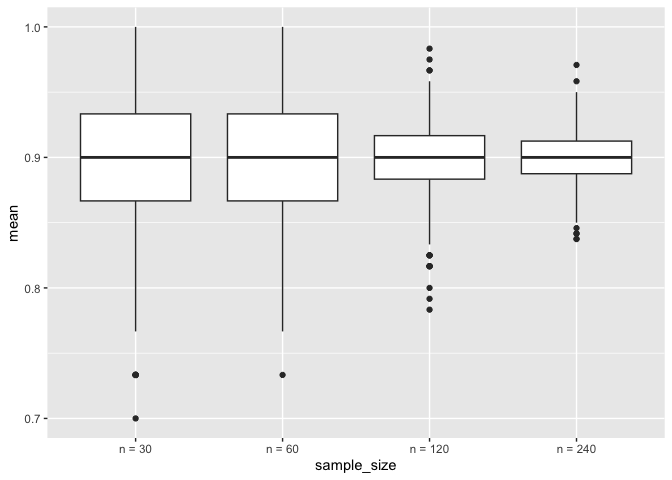 1.0
0.9
0.8
0.7
mean
n = 30
n = 60
n = 120
n = 240
sample_size